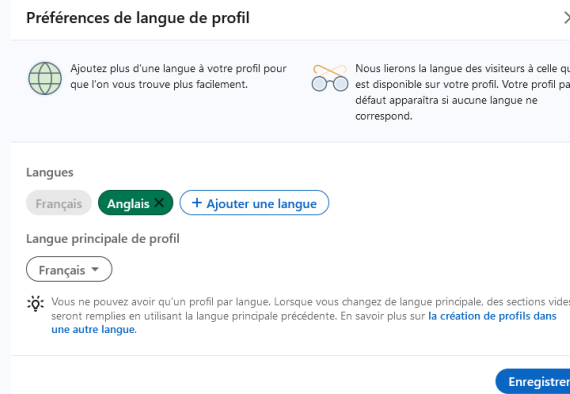 Préférences de langue de profil
Ajoutez plus d'une langue à votre profil pour
que l'on vous trouve plus facilement.
Nous lierons la langue des visiteurs à celle
est disponible sur votre profil. Votre profil
défaut apparaîtra si aucune langue ne
correspond.
Langues
Français
Anglais
+ Ajouter une langue
Langue principale de profil
Français
Vous ne pouvez avoir qu'un profil par langue. Lorsque vous changez de langue principale, des sections vides
seront remplies en utilisant la langue principale précédente. En savoir plus sur la création de profils dans
une autre langue.
Enregistrer